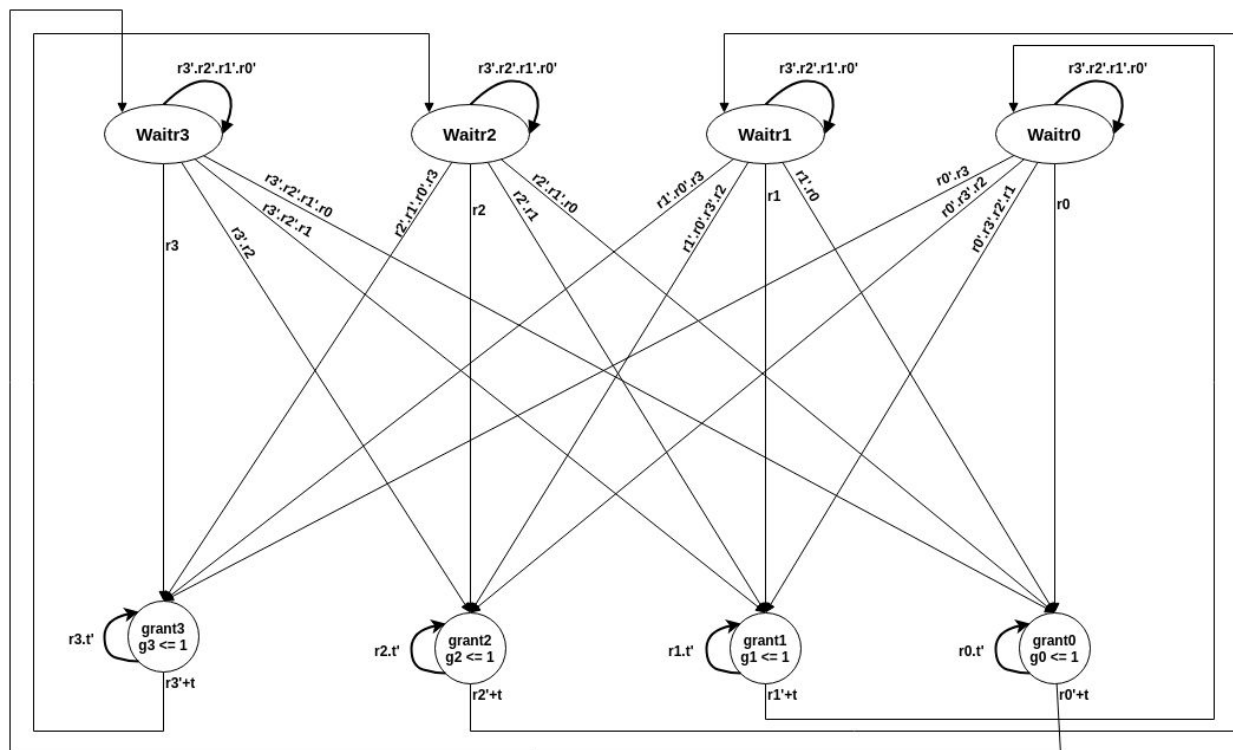 r3'.r2'.r1'.r0'
r3'.r2'.r1'.r0'
r3'.r2'.r1'.r0'
r3'.r2'.r1'.r0'
Waitr3
Waitr2
Waitr1
Waitr0
r3
r3'.r2
r3'.r2'.r1
r3'.r2'.r1'.r0
r2'.r1'.r0'.r3
r2
r2'.r1
r2'.r1'.r0
r1'.r0'.r3
r1'.r0'.r3'.r2
r1
r1'.r0
r0'.r3
r0'.r3'.r2
r0'.r3'.r2'.r1
r0
r3.t'
grant3
g3 <= 1
r3'+t
r2.t'
grant2
g2 <= 1
r2'+t
r1.t'
grant1
g1 <= 1
r1'+t
r0.t'
grant0
g0 <= 1
r0'+t